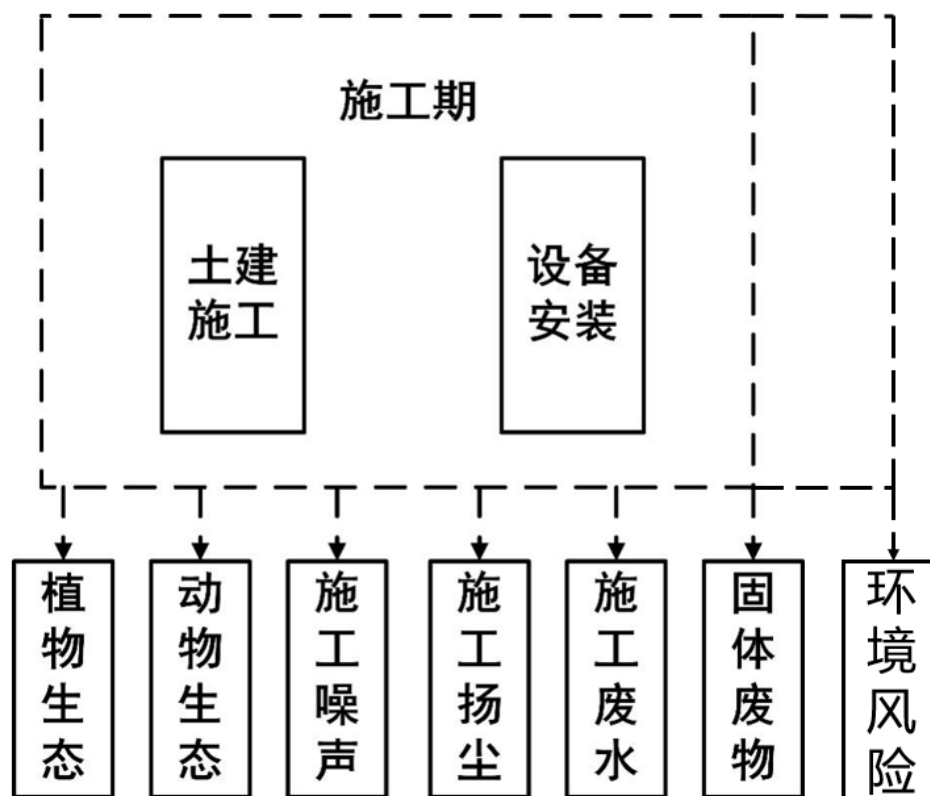 施工期
土建
施工
设备
安装
植物生态
动物生态
施工噪声
施工扬尘
施工废水
固体废物
环境风险